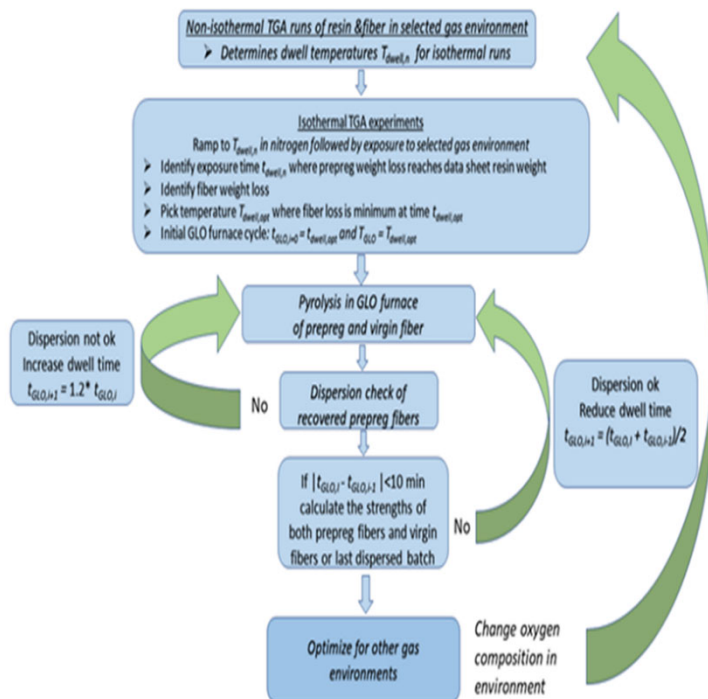 Non-isothermal TGA runs of resin &fiber in selected gas environment
➢ Determines dwell temperatures Tdwell,n for isothermal runs
Isothermal TGA experiments
Ramp to Tdwell,n in nitrogen followed by exposure to selected gas environment
➢ Identify exposure time tdwell,n where prepreg weight loss reaches data sheet resin weight
➢ Identify fiber weight loss
➢ Pick temperature Tdwell,opt where fiber loss is minimum at time tdwell,opt
➢ Initial GLO furnace cycle: tGLO,i=0 = tdwell,opt and TGLO = Tdwell,opt
Pyrolysis in GLO furnace
of prepreg and virgin fiber
Dispersion not ok
Increase dwell time
tGLO,i+1 = 1.2* tGLO,i
No
Dispersion check of
recovered prepreg fibers
Dispersion ok
Reduce dwell time
tGLO,i+1 = (tGLO,i + tGLO,i-1)/2
If |tGLO,i - tGLO,i-1|<10 min
calculate the strengths of
both prepreg fibers and virgin
fibers or last dispersed batch
No
Optimize for other gas
environments
Change oxygen
composition in
environment